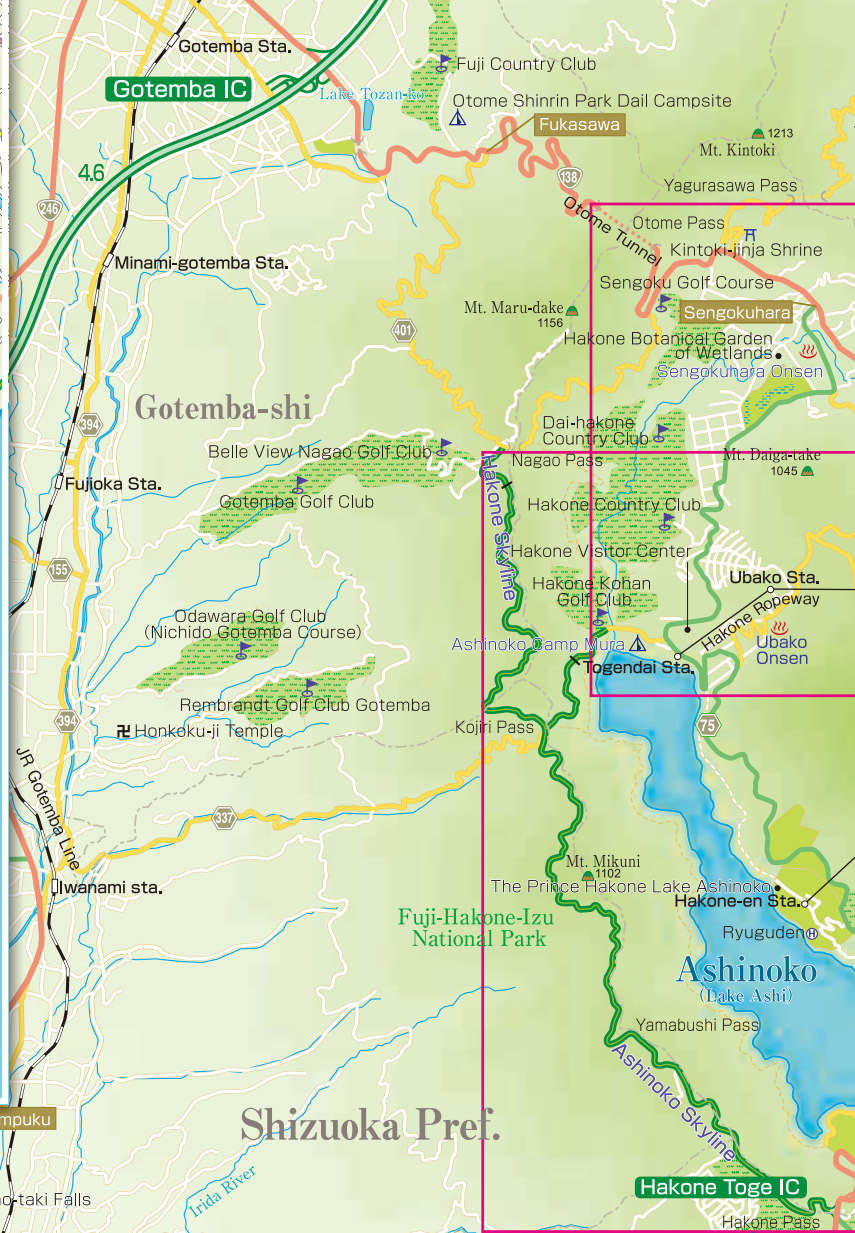 Gotemba Sta.
Fuji Country Club
Gotemba IC
Lake Tozan-ko
Otome Shinrin Park Dail Campsite
Fukasawa
1213
Mt. Kintoki
4.6
138
Yagurasawa Pass
246
Otome Pass
Otome Tunnel
Kintoki-jinja Shrine
Minami-gotemba Sta.
Sengoku Golf Course
Mt. Maru-dake
1156
Sengokuhara
401
Hakone Botanical Garden
of Wetlands
Sengokuhara Onsen
Gotemba-shi
394
Dai-hakone
Country Club
Belle View Nagao Golf Club
Nagao Pass
Mt. Daiga-take
1045
Fujioka Sta.
Gotemba Golf Club
Hakone Skyline
Hakone Country Club
155
Hakone Visitor Center
Hakone Kohan
Golf Club
Ubako Sta.
Hakone Ropeway
Odawara Golf Club
(Nichido Gotemba Course)
Ashinoko Camp Mura
Ubako
Onsen
Togendai Sta.
Rembrandt Golf Club Gotemba
394
卍 Honkoku-ji Temple
Kojiri Pass
75
JR Gotemba Line
337
Mt. Mikuni
1102
Iwanami sta.
The Prince Hakone Lake Ashinoko
Hakone-en Sta.
Fuji-Hakone-Izu
National Park
Ryuguden H
Ashinoko
(Lake Ashi)
Yamabushi Pass
Ashinoko Skyline
mpuku
Shizuoka Pref.
Irida River
o-taki Falls
Hakone Toge IC
Hakone Pass